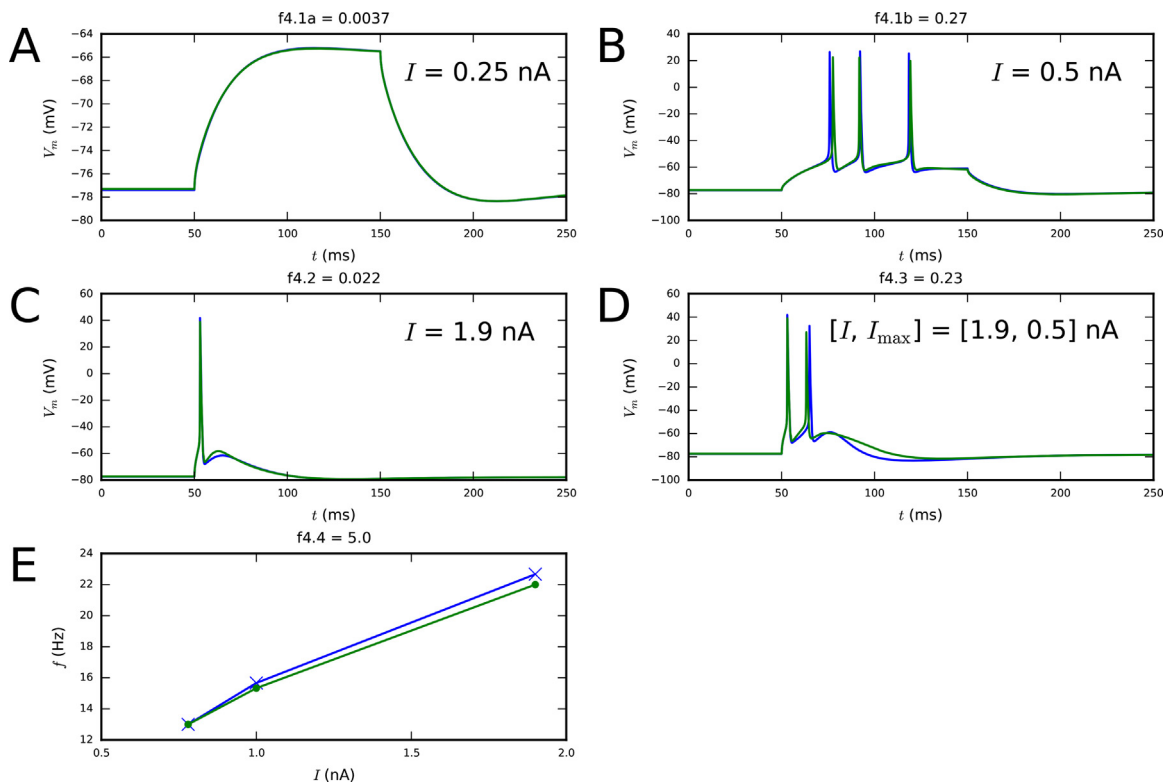 A
f4.1a = 0.0037
−64
−66
−69
−71
−73
−76
−78
−80
V_m (mV)
I = 0.25 nA
0
50
100
150
200
250
t (ms)
B
f4.1b = 0.27
40
20
0
−20
−40
−60
−80
−100
V_m (mV)
I = 0.5 nA
0
50
100
150
200
250
t (ms)
C
f4.2 = 0.022
60
40
20
0
−20
−40
−60
−80
V_m (mV)
I = 1.9 nA
0
50
100
150
200
250
t (ms)
D
f4.3 = 0.23
60
40
20
0
−20
−40
−60
−80
−100
V_m (mV)
[I, I_max] = [1.9, 0.5] nA
0
50
100
150
200
250
t (ms)
E
f4.4 = 5.0
24
22
20
18
16
14
12
f (Hz)
0.5
1.0
1.5
2.0
I (nA)